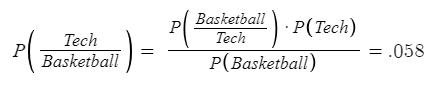 P(Tech/Basketball) = P(Basketball/Tech) · P(Tech) / P(Basketball) = .058